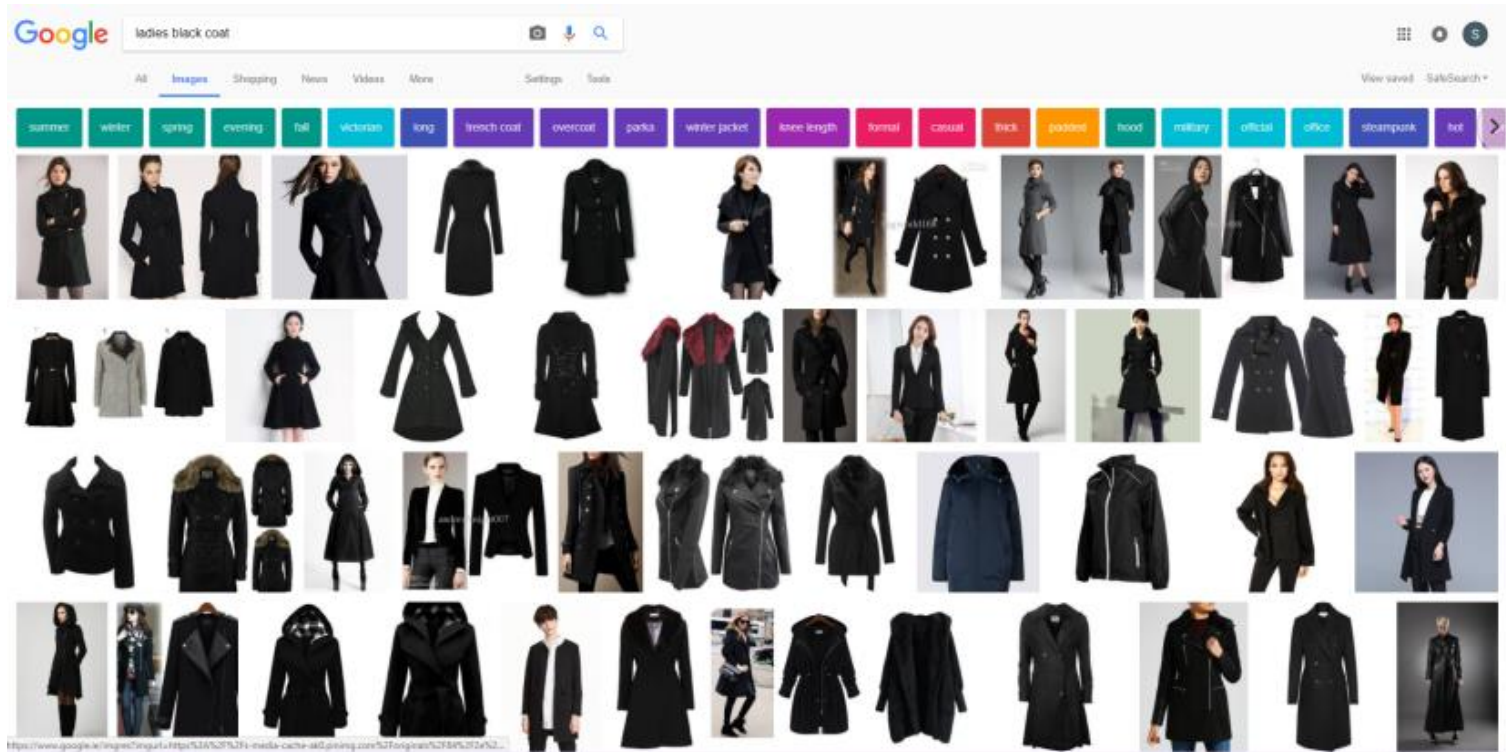 Google ladies black coat S
All Images Shopping News Videos More Settings Tools View saved SafeSearch
summer winter spring evening fall victorian long trench coat overcoat parka winter jacket knee length formal casual thick padded hood military official office steampunk hot